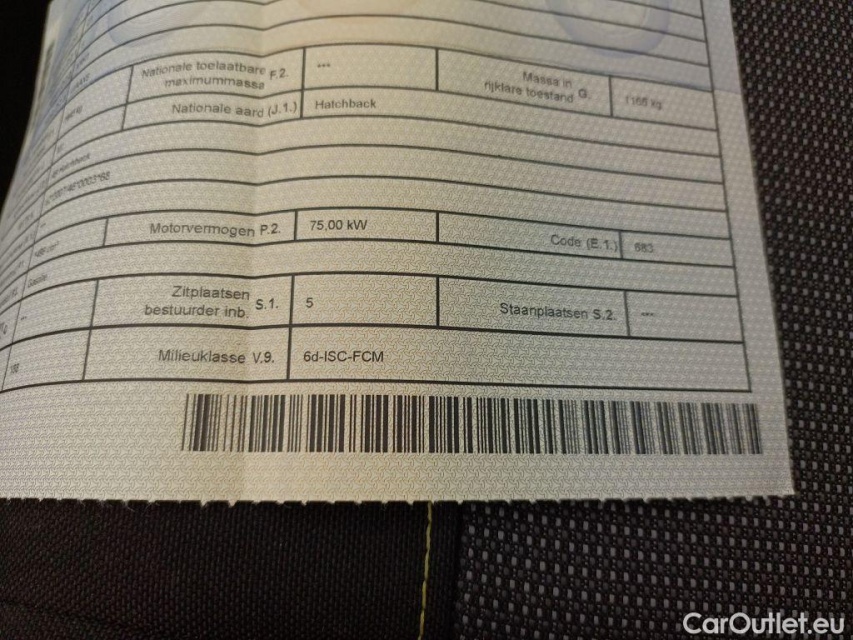 Nationale toelaatbare F.2. --- Massa in G. 1165 kg
maximummassa rijklare toestand
Nationale aard (J.1.) Hatchback
Motorvermogen P.2. 75,00 kW Code (E.1.) 683
Zitplaatsen S.1. 5 Staanplaatsen S.2. ---
bestuurder inb.
Milieuklasse V.9. 6d-ISC-FCM
CarOutlet.eu